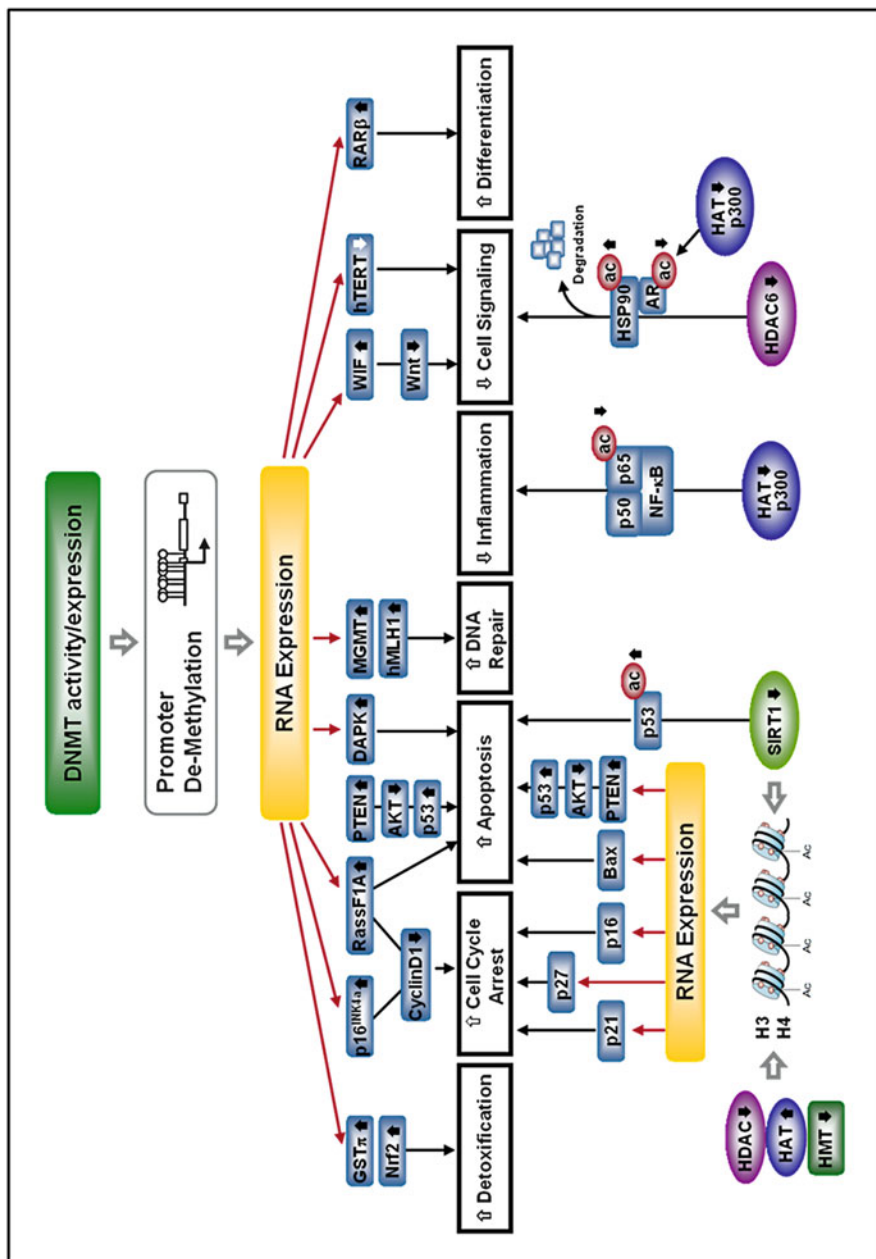 DNMT activity/expression
Promoter
De-Methylation
RNA Expression
GSTπ
Nrf2
p16INK4a
RassF1A
CyclinD1
PTEN
AKT
p53
DAPK
MGMT
hMLH1
WIF
Wnt
hTERT
RARβ
⇧ Detoxification
⇧ Cell Cycle
Arrest
⇧ Apoptosis
⇧ DNA
Repair
⇩ Inflammation
⇩ Cell Signaling
⇧ Differentiation
p21
p27
p16
Bax
p53
AKT
PTEN
p53
ac
p50
p65
ac
NF-κB
HSP90
ac
AR
ac
Degradation
RNA Expression
HDAC
HAT
HMT
H3
H4
Ac
Ac
Ac
Ac
SIRT1
HAT
p300
HDAC6
HAT
p300